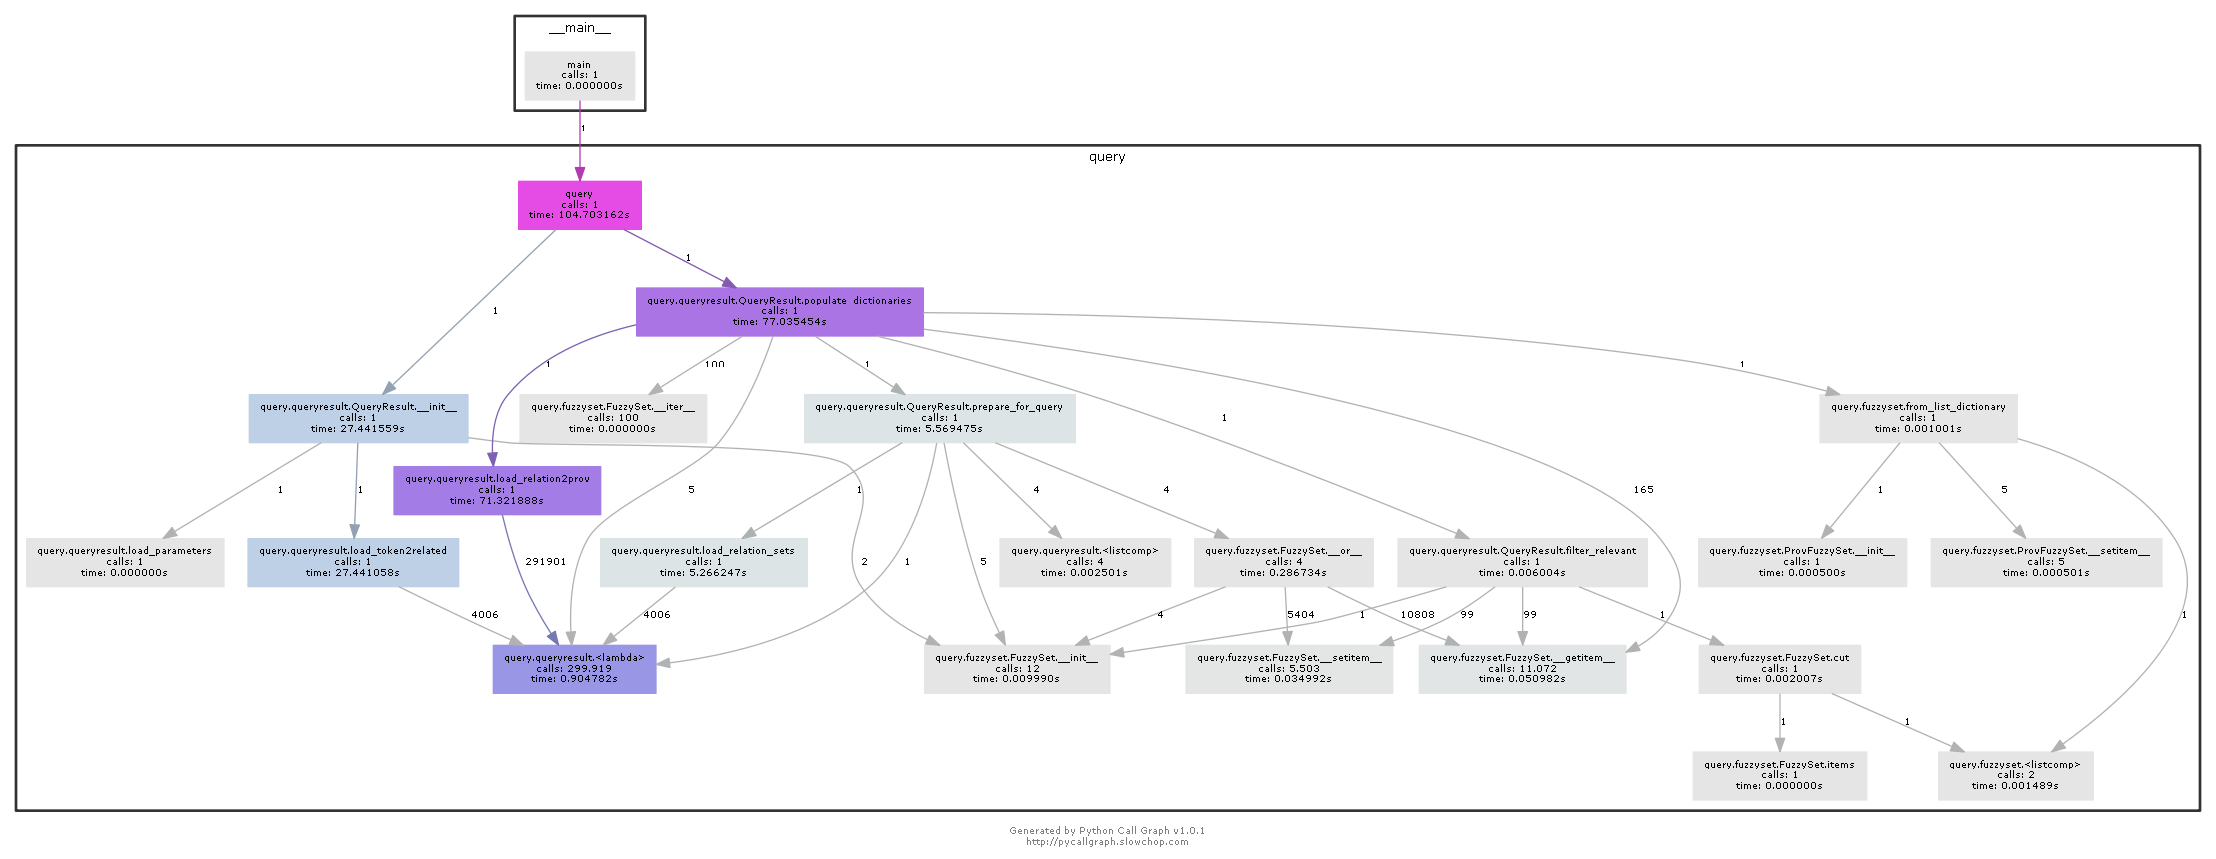 __main__
main
calls: 1
time: 0.000000s
1
query
query
calls: 1
time: 104.703162s
1
1
query.queryresult.QueryResult.populate_dictionaries
calls: 1
time: 77.035454s
1
100
1
1
1
query.queryresult.QueryResult.__init__
calls: 1
time: 27.441559s
query.fuzzyset.FuzzySet.__iter__
calls: 100
time: 0.000000s
query.queryresult.QueryResult.prepare_for_query
calls: 1
time: 5.569475s
query.fuzzyset.from_list_dictionary
calls: 1
time: 0.001001s
query.queryresult.load_relation2prov
calls: 1
time: 71.321888s
1
1
5
1
4
4
165
1
5
query.queryresult.load_parameters
calls: 1
time: 0.000000s
query.queryresult.load_token2related
calls: 1
time: 27.441058s
291901
query.queryresult.load_relation_sets
calls: 1
time: 5.266247s
2
1
5
query.queryresult.<listcomp>
calls: 4
time: 0.002501s
query.fuzzyset.FuzzySet.__or__
calls: 4
time: 0.286734s
query.queryresult.QueryResult.filter_relevant
calls: 1
time: 0.006004s
query.fuzzyset.ProvFuzzySet.__init__
calls: 1
time: 0.000500s
query.fuzzyset.ProvFuzzySet.__setitem__
calls: 5
time: 0.000501s
4006
4006
4
5404
1
10808
99
99
1
1
query.queryresult.<lambda>
calls: 299.919
time: 0.904782s
query.fuzzyset.FuzzySet.__init__
calls: 12
time: 0.009990s
query.fuzzyset.FuzzySet.__setitem__
calls: 5.503
time: 0.034992s
query.fuzzyset.FuzzySet.__getitem__
calls: 11.072
time: 0.050982s
query.fuzzyset.FuzzySet.cut
calls: 1
time: 0.002007s
1
1
query.fuzzyset.FuzzySet.items
calls: 1
time: 0.000000s
query.fuzzyset.<listcomp>
calls: 2
time: 0.001489s
Generated by Python Call Graph v1.0.1
http://pycallgraph.slowchop.com